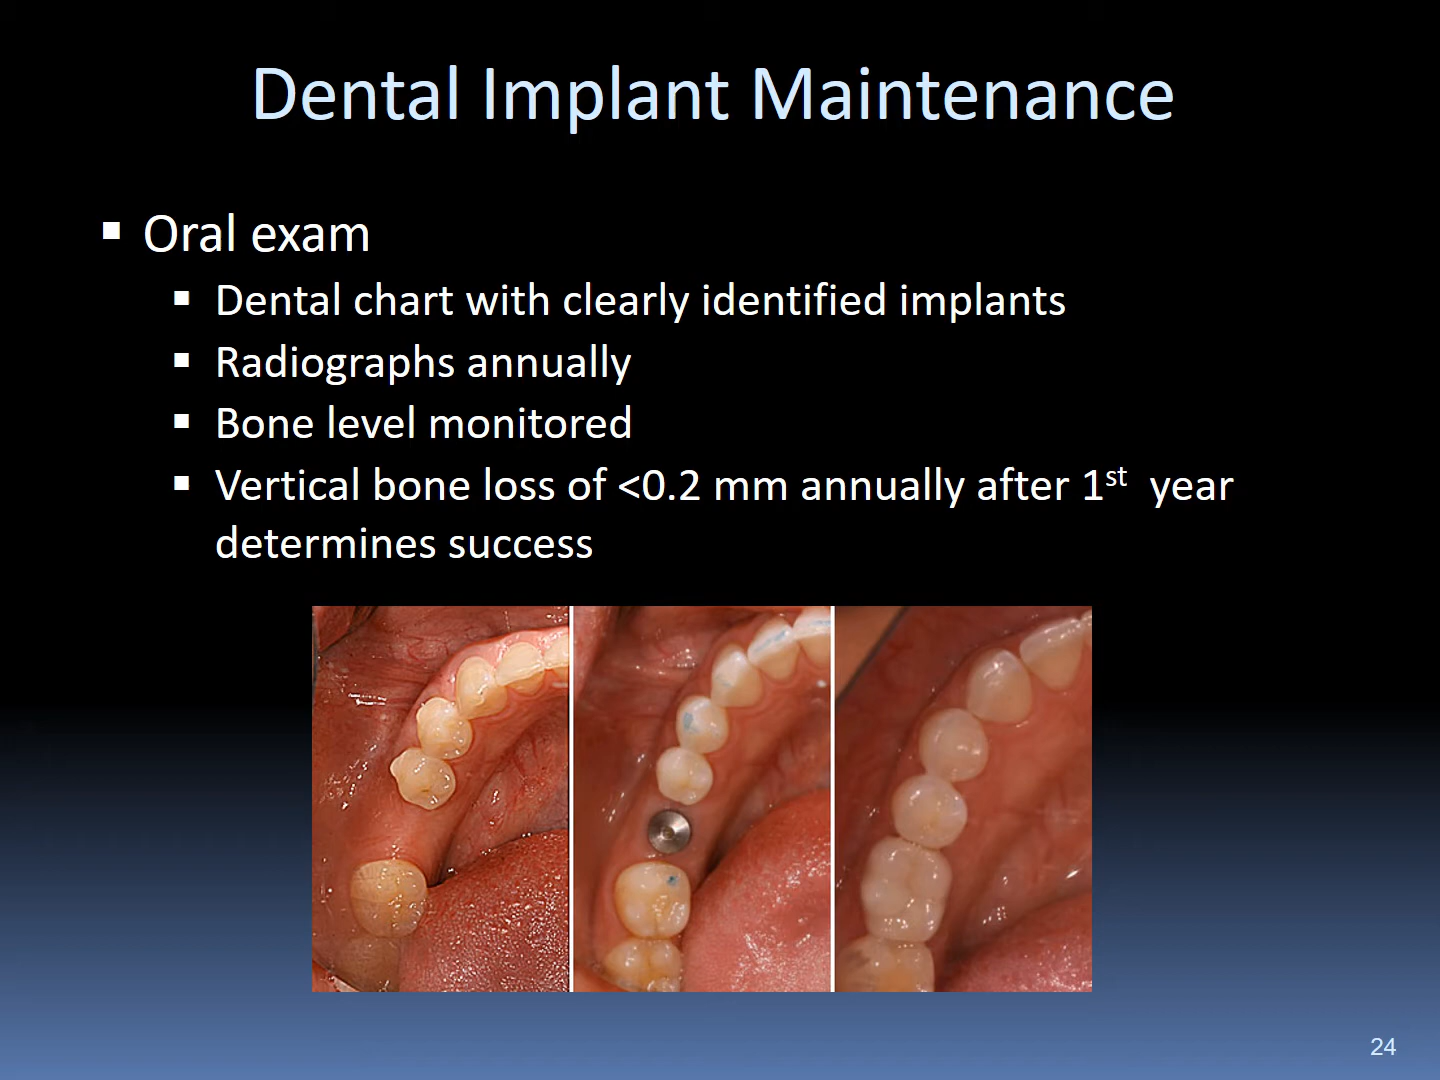 Dental Implant Maintenance
▪ Oral exam
▪ Dental chart with clearly identified implants
▪ Radiographs annually
▪ Bone level monitored
▪ Vertical bone loss of <0.2 mm annually after 1st year
determines success
24